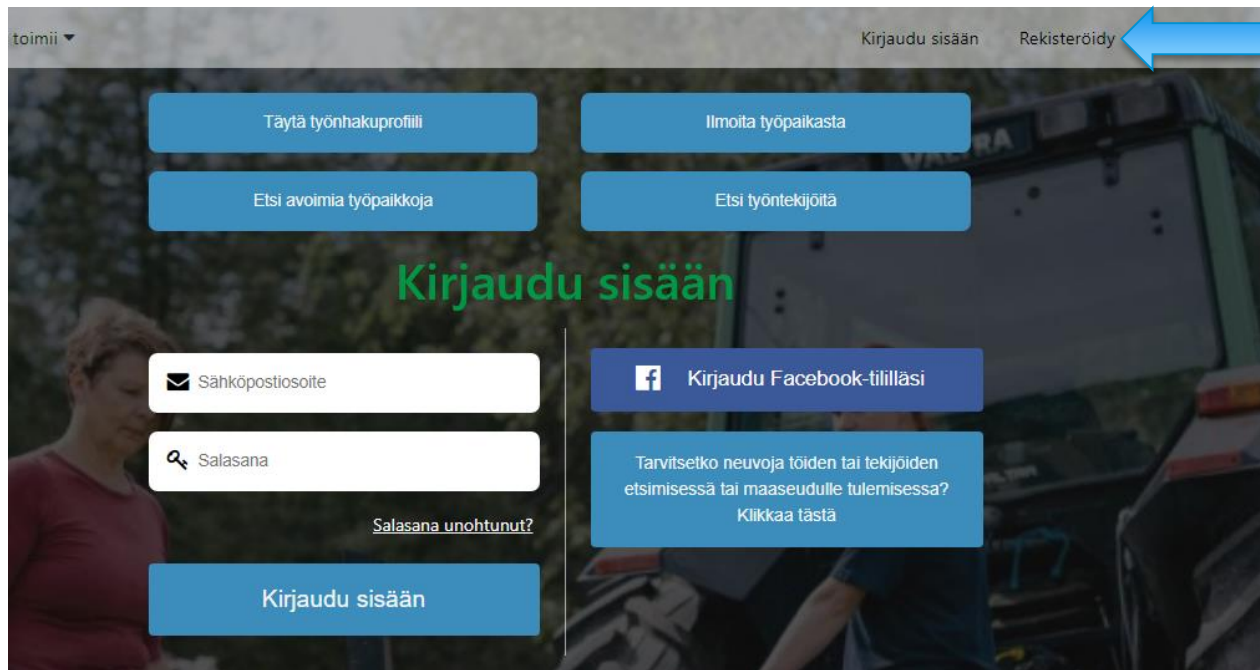 toimii
Kirjaudu sisään
Rekisteröidy
Täytä työnhakuprofiili
Ilmoita työpaikasta
Etsi avoimia työpaikkoja
Etsi työntekijöitä
VALTRA
Kirjaudu sisään
Sähköpostiosoite
Kirjaudu Facebook-tililläsi
Salasana
Tarvitsetko neuvoja töiden tai tekijöiden
etsimisessä tai maaseudulle tulemisessa?
Klikkaa tästä
Salasana unohtunut?
Kirjaudu sisään